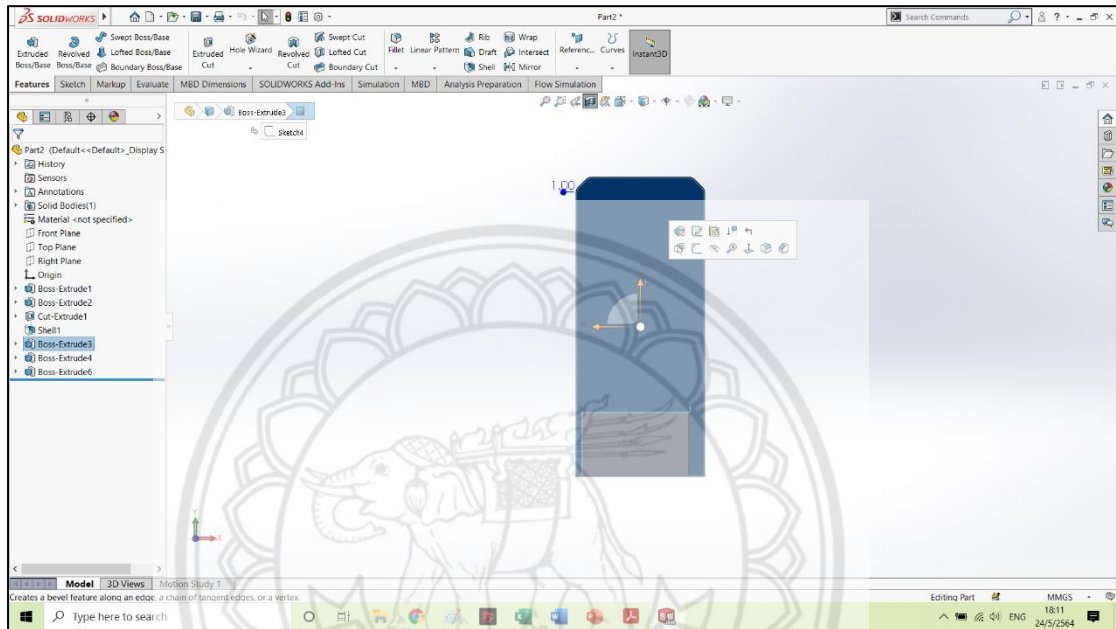 SOLIDWORKS
Part2 *
Search Commands
Extruded Boss/Base
Revolved Boss/Base
Swept Boss/Base
Lofted Boss/Base
Boundary Boss/Base
Extruded Cut
Hole Wizard
Revolved Cut
Swept Cut
Lofted Cut
Boundary Cut
Fillet
Linear Pattern
Rib
Draft
Shell
Wrap
Intersect
Mirror
Referenc...
Curves
Instant3D
Features Sketch Markup Evaluate MBD Dimensions SOLIDWORKS Add-Ins Simulation MBD Analysis Preparation Flow Simulation
Boss-Extrude3
Sketch4
Part2 (Default<<Default>_Display S
History
Sensors
Annotations
Solid Bodies(1)
Material <not specified>
Front Plane
Top Plane
Right Plane
Origin
Boss-Extrude1
Boss-Extrude2
Cut-Extrude1
Shell1
Boss-Extrude3
Boss-Extrude4
Boss-Extrude6
1.00
Y
X
Model 3D Views Motion Study 1
Creates a bevel feature along an edge, a chain of tangent edges, or a vertex.
Editing Part
MMGS
Type here to search
ENG
18:11
24/5/2564